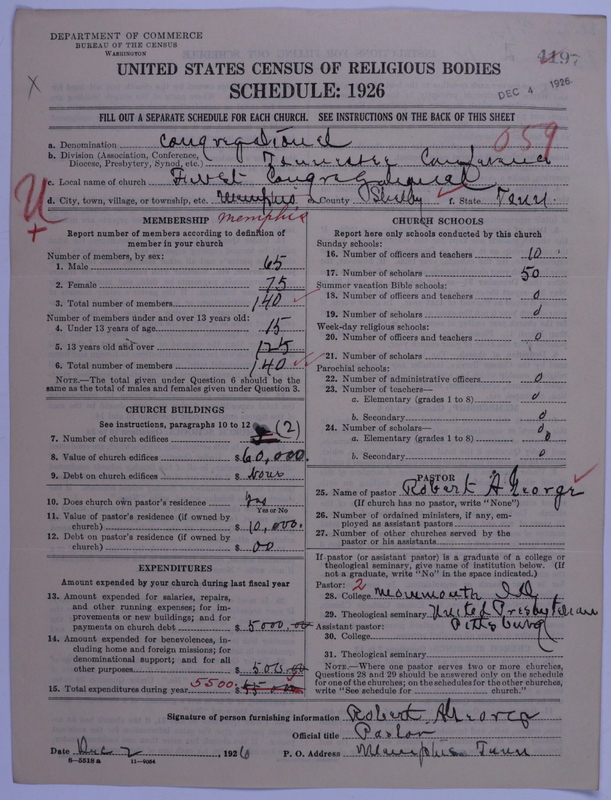 DEPARTMENT OF COMMERCE
BUREAU OF THE CENSUS
WASHINGTON
UNITED STATES CENSUS OF RELIGIOUS BODIES
SCHEDULE: 1926
DEC 4 1926
FILL OUT A SEPARATE SCHEDULE FOR EACH CHURCH. SEE INSTRUCTIONS ON THE BACK OF THIS SHEET
059
a. Denomination Congregational
b. Division (Association, Conference, Diocese, Presbytery, Synod, etc.) Tennessee Conference
c. Local name of church First Congregational
d. City, town, village, or township, etc. Memphis e. County Shelby f. State Tenn.
Memphis
MEMBERSHIP
Report number of members according to definition of member in your church
Number of members, by sex:
1. Male 65
2. Female 75
3. Total number of members 140
Number of members under and over 13 years old:
4. Under 13 years of age 15
5. 13 years old and over 125
6. Total number of members 140
NOTE.—The total given under Question 6 should be the same as the total of males and females given under Question 3.
CHURCH BUILDINGS
See instructions, paragraphs 10 to 12
7. Number of church edifices (2)
8. Value of church edifices $60,000.
9. Debt on church edifices $ None
10. Does church own pastor's residence? Yes
Yes or No
11. Value of pastor's residence (if owned by church) $10,000.
12. Debt on pastor's residence (if owned by church) $ 00
EXPENDITURES
Amount expended by your church during last fiscal year
13. Amount expended for salaries, repairs, and other running expenses; for improvements or new buildings; and for payments on church debt $5000.00
14. Amount expended for benevolences, including home and foreign missions; for denominational support; and for all other purposes $500.00
15. Total expenditures during year 5500. $
CHURCH SCHOOLS
Report here only schools conducted by this church
Sunday schools:
16. Number of officers and teachers 10
17. Number of scholars 50
Summer vacation Bible schools:
18. Number of officers and teachers 0
19. Number of scholars 0
Week-day religious schools:
20. Number of officers and teachers 0
21. Number of scholars
Parochial schools:
22. Number of administrative officers 0
23. Number of teachers—
a. Elementary (grades 1 to 8) 0
b. Secondary 0
24. Number of scholars— 0
a. Elementary (grades 1 to 8) 0
b. Secondary 0
PASTOR
25. Name of pastor Robert A George
(If church has no pastor, write "None")
26. Number of ordained ministers, if any, employed as assistant pastors
27. Number of other churches served by the pastor or his assistants
If pastor (or assistant pastor) is a graduate of a college or theological seminary, give name of institution below. (If not a graduate, write "No" in the space indicated.)
Pastor: 2
28. College Monmouth Ill
29. Theological seminary United Presbyterian
Assistant pastor: Pittsburg
30. College
31. Theological seminary
NOTE.—Where one pastor serves two or more churches, Questions 28 and 29 should be answered only on the schedule for one of the churches; on the schedules for the other churches, write "See schedule for church."
Signature of person furnishing information Robert A George
Official title Pastor
Date Dec 2, 1926 P. O. Address Memphis Tenn
8-5518 a 11-9054